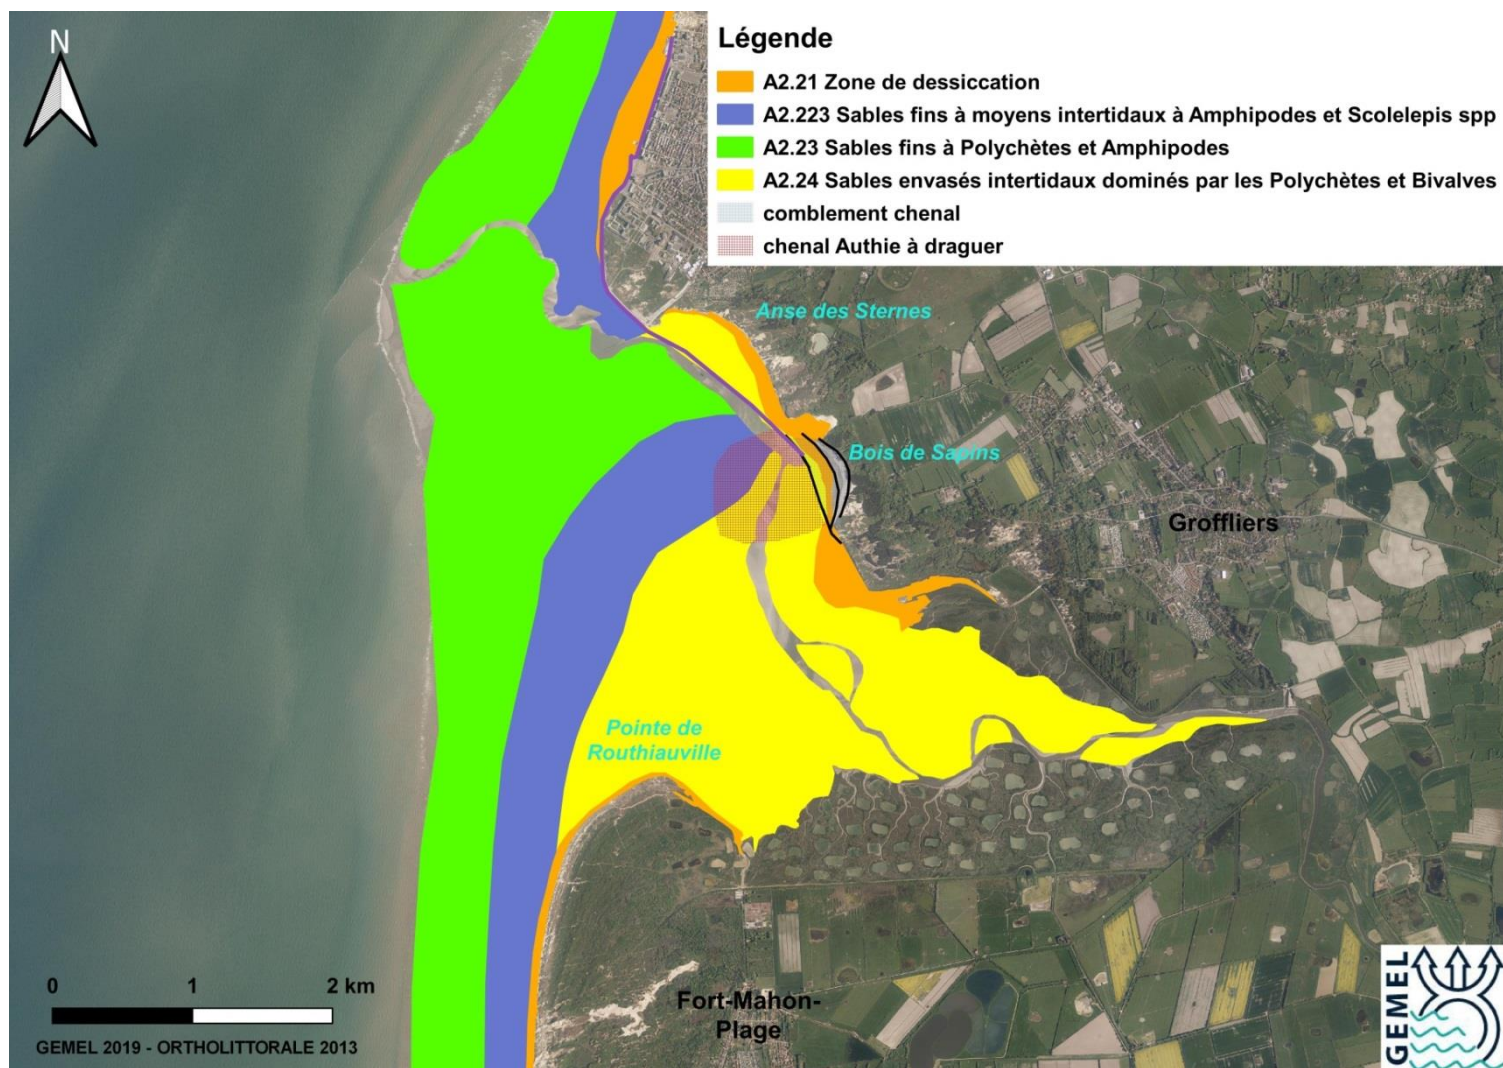 N
Légende
A2.21 Zone de dessiccation
A2.223 Sables fins à moyens intertidaux à Amphipodes et Scolelepis spp
A2.23 Sables fins à Polychètes et Amphipodes
A2.24 Sables envasés intertidaux dominés par les Polychètes et Bivalves
comblement chenal
chenal Authie à draguer
Anse des Sternes
Bois de Sapins
Groffliers
Pointe de
Routhiauville
Fort-Mahon-
Plage
0 1 2 km
GEMEL 2019 - ORTHOLITTORALE 2013
GEMEL